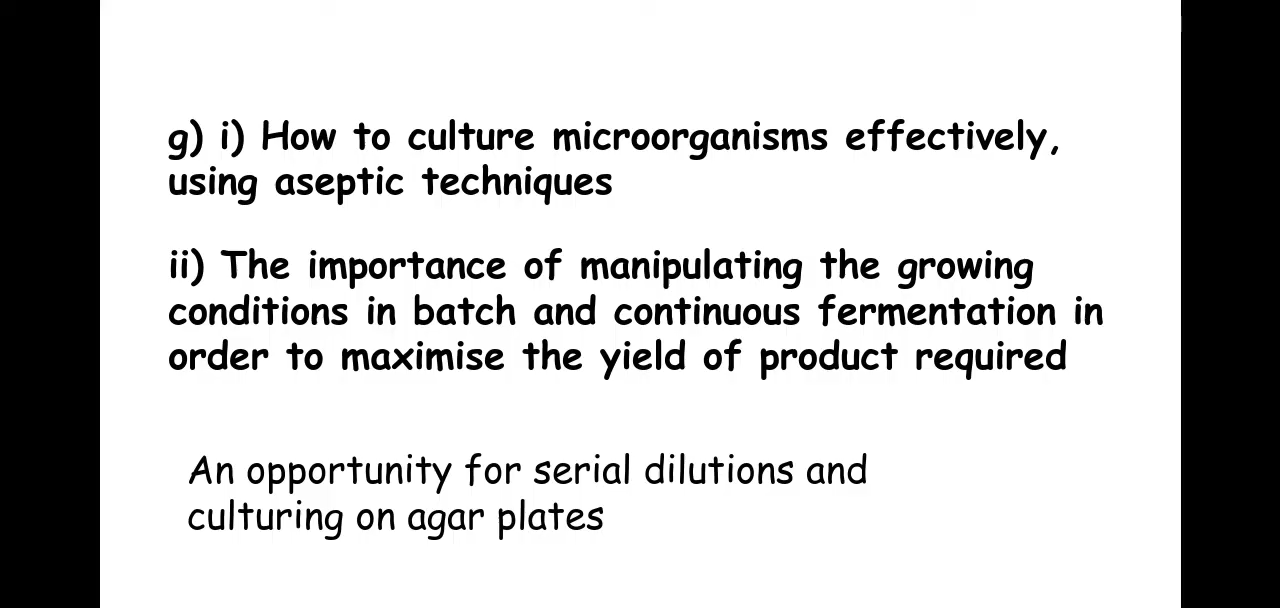 g) i) How to culture microorganisms effectively,
using aseptic techniques
ii) The importance of manipulating the growing
conditions in batch and continuous fermentation in
order to maximise the yield of product required
An opportunity for serial dilutions and
culturing on agar plates